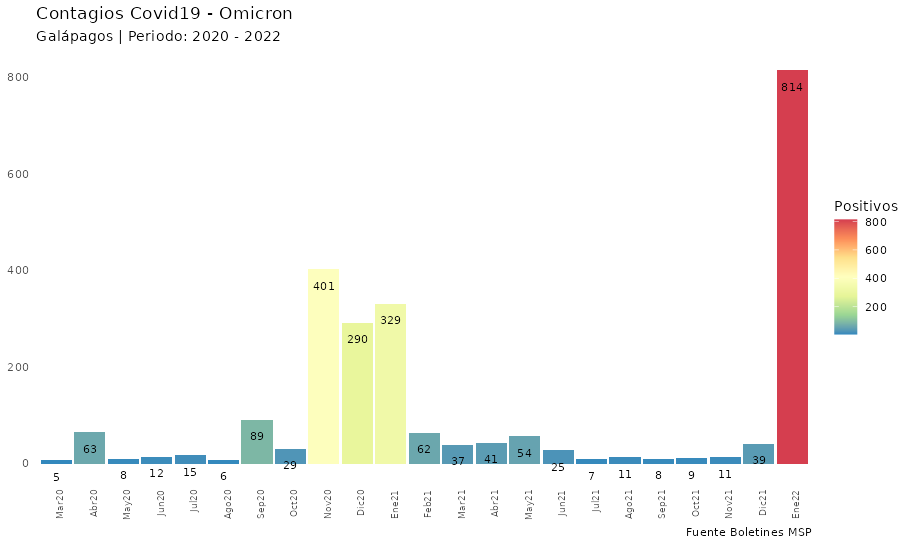 Contagios Covid19 - Omicron
Galápagos | Periodo: 2020 - 2022
800
600
400
200
0
5
63
8
12
15
6
89
29
401
290
329
62
37
41
54
25
7
11
8
9
11
39
814
Mar20
Abr20
May20
Jun20
Jul20
Ago20
Sep20
Oct20
Nov20
Dic20
Ene21
Feb21
Mar21
Abr21
May21
Jun21
Jul21
Ago21
Sep21
Oct21
Nov21
Dic21
Ene22
Positivos
800
600
400
200
Fuente Boletines MSP